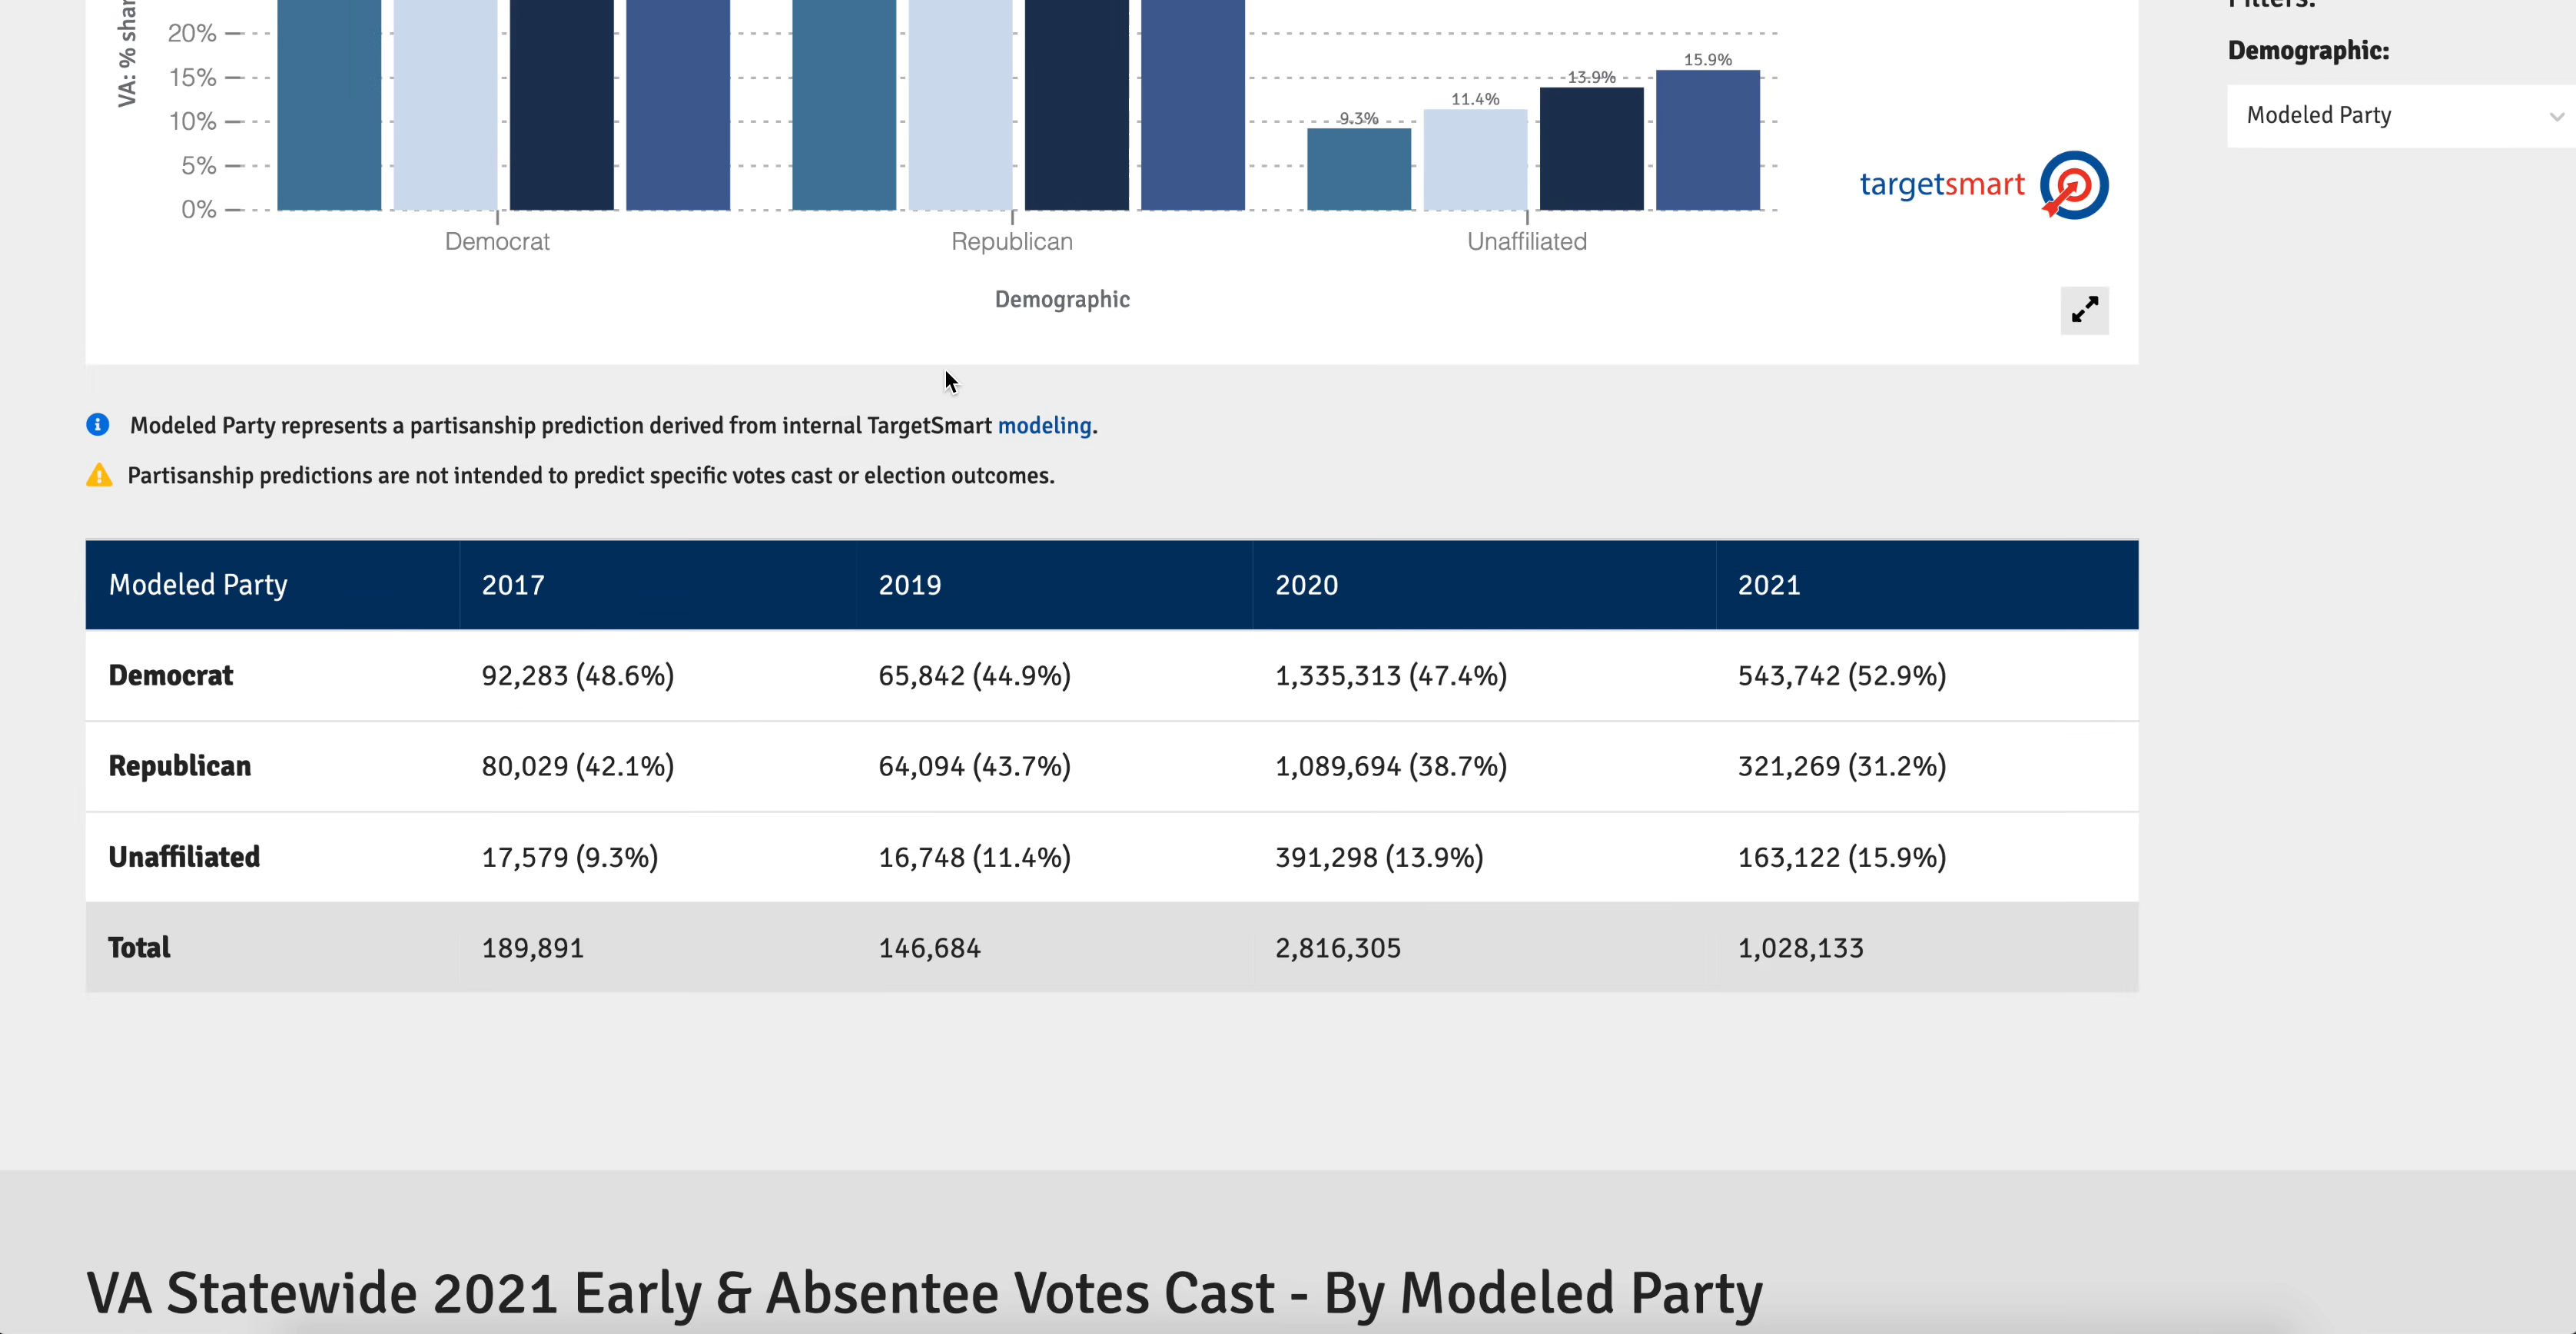 Filters:
Demographic:
Modeled Party
VA: % shar
20%
15%
10%
5%
0%
9.3%
11.4%
13.9%
15.9%
Democrat
Republican
Unaffiliated
Demographic
targetsmart
Modeled Party represents a partisanship prediction derived from internal TargetSmart modeling.
Partisanship predictions are not intended to predict specific votes cast or election outcomes.
Modeled Party 2017 2019 2020 2021
Democrat 92,283 (48.6%) 65,842 (44.9%) 1,335,313 (47.4%) 543,742 (52.9%)
Republican 80,029 (42.1%) 64,094 (43.7%) 1,089,694 (38.7%) 321,269 (31.2%)
Unaffiliated 17,579 (9.3%) 16,748 (11.4%) 391,298 (13.9%) 163,122 (15.9%)
Total 189,891 146,684 2,816,305 1,028,133
VA Statewide 2021 Early & Absentee Votes Cast - By Modeled Party